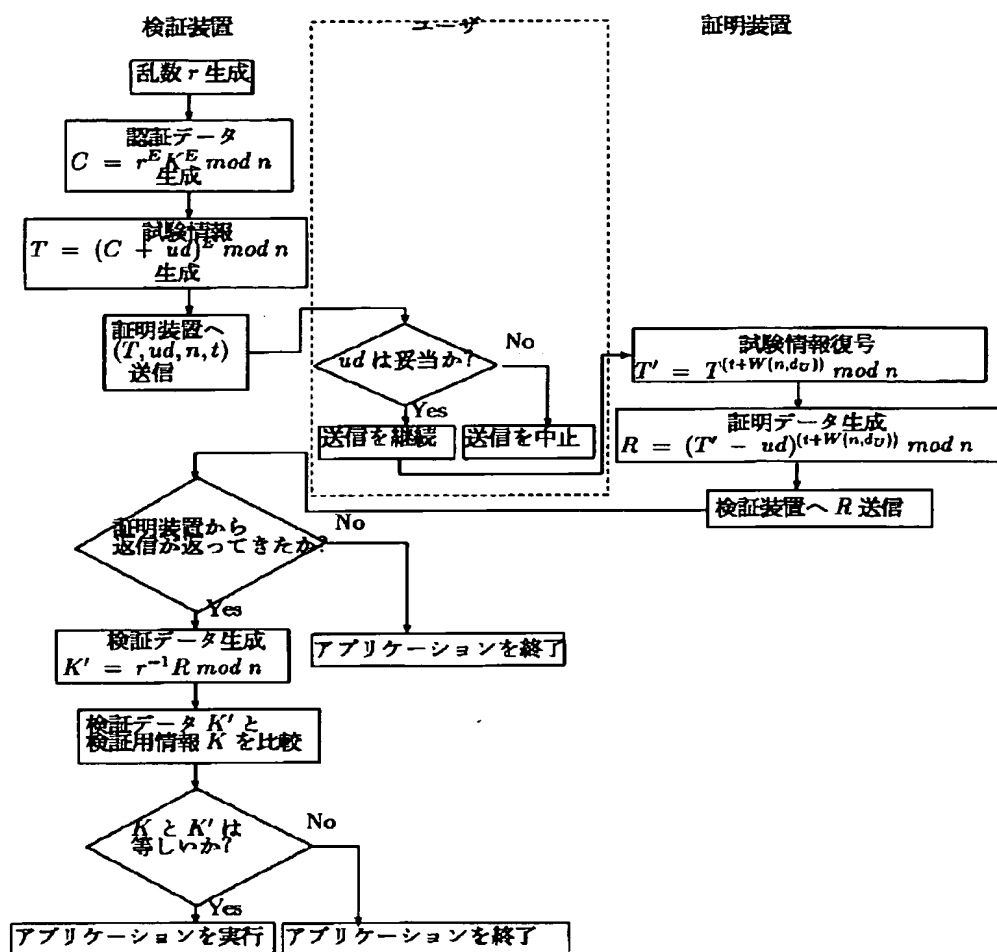 検証装置
ユーザ
証明装置
乱数 r 生成
認証データ
C = r^E K^E mod n
生成
試験情報
T = (C + ud)^E mod n
生成
証明装置へ
(T, ud, n, t)
送信
ud は妥当か?
No
Yes
送信を継続
送信を中止
試験情報復号
T' = T^(t+W(n,d_U)) mod n
証明データ生成
R = (T' − ud)^(t+W(n,d_U)) mod n
検証装置へ R 送信
証明装置から
返信が返ってきたか?
No
Yes
アプリケーションを終了
検証データ生成
K' = r^−1 R mod n
検証データ K' と
検証用情報 K を比較
K と K' は
等しいか?
No
Yes
アプリケーションを実行
アプリケーションを終了